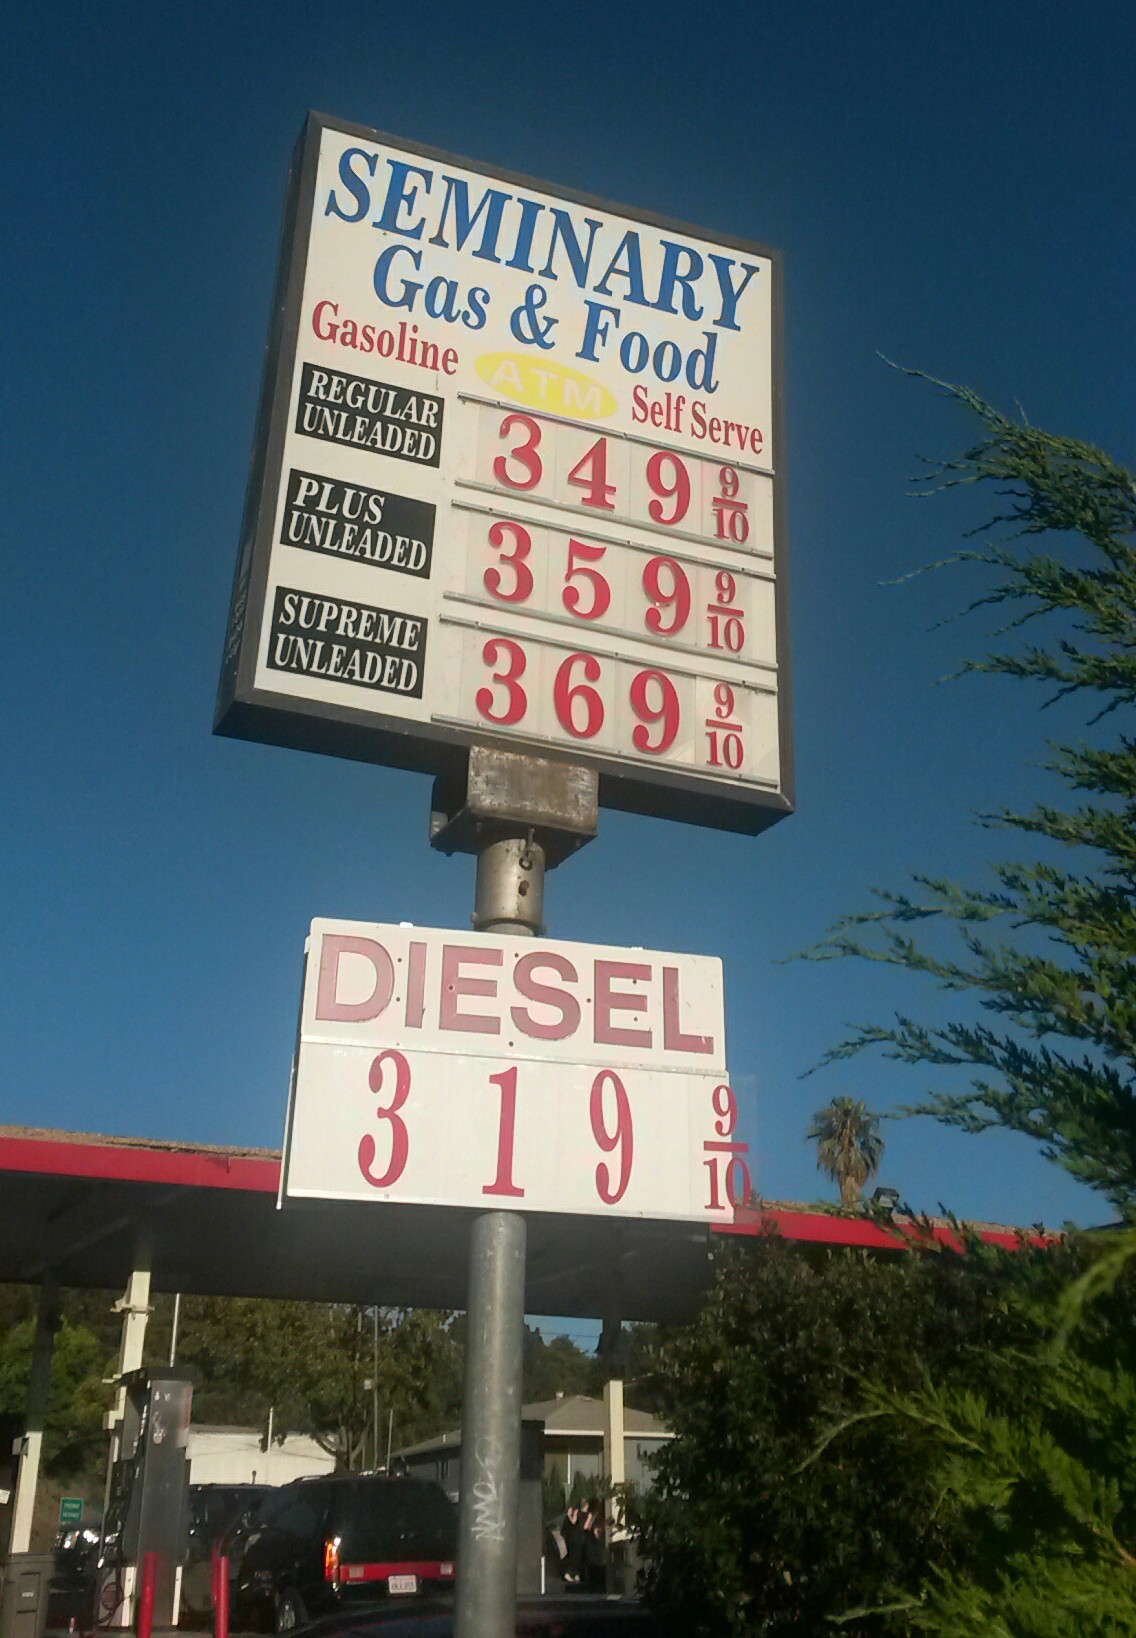 SEMINARY
Gas & Food
Gasoline ATM Self Serve
REGULAR
UNLEADED
3 4 9 9/10
PLUS
UNLEADED
3 5 9 9/10
SUPREME
UNLEADED
3 6 9 9/10
DIESEL
3 1 9 9/10